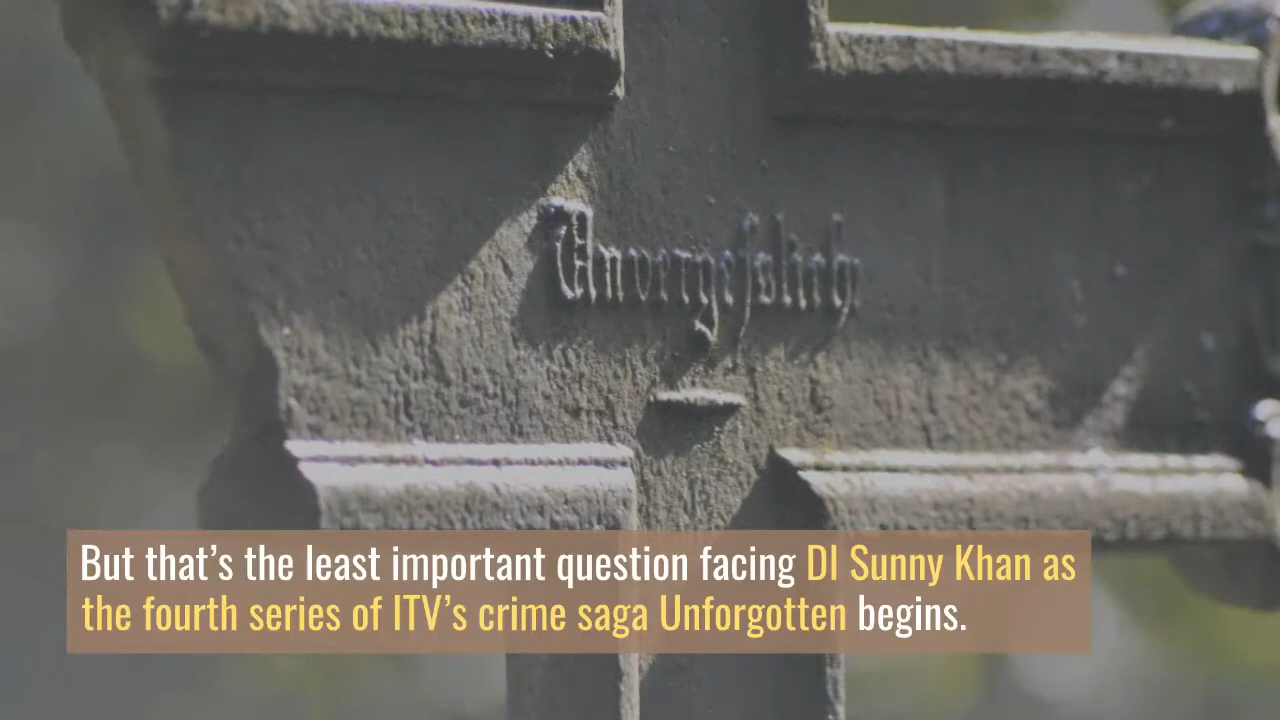 Unvergeßlich
But that’s the least important question facing DI Sunny Khan as
the fourth series of ITV’s crime saga Unforgotten begins.